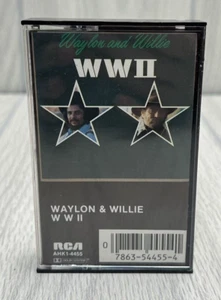 Waylon and Willie
WWII
WAYLON & WILLIE
W W II
RCA
AHK1-4455
0 7863-54455-4